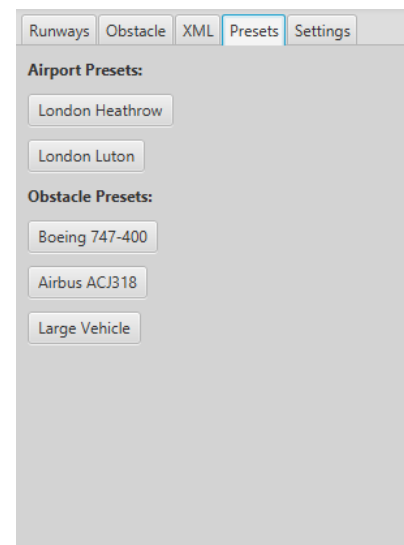 Runways Obstacle XML Presets Settings
Airport Presets:
London Heathrow
London Luton
Obstacle Presets:
Boeing 747-400
Airbus ACJ318
Large Vehicle